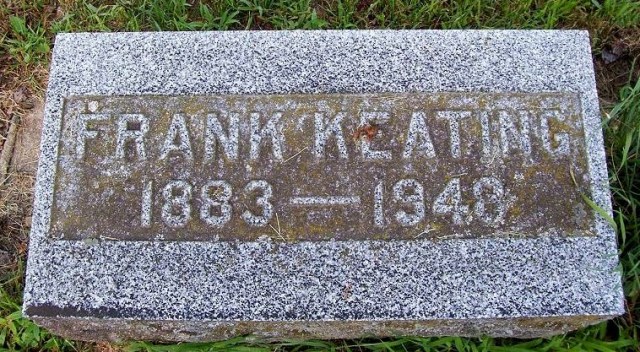 FRANK KEATING
1883 — 1948